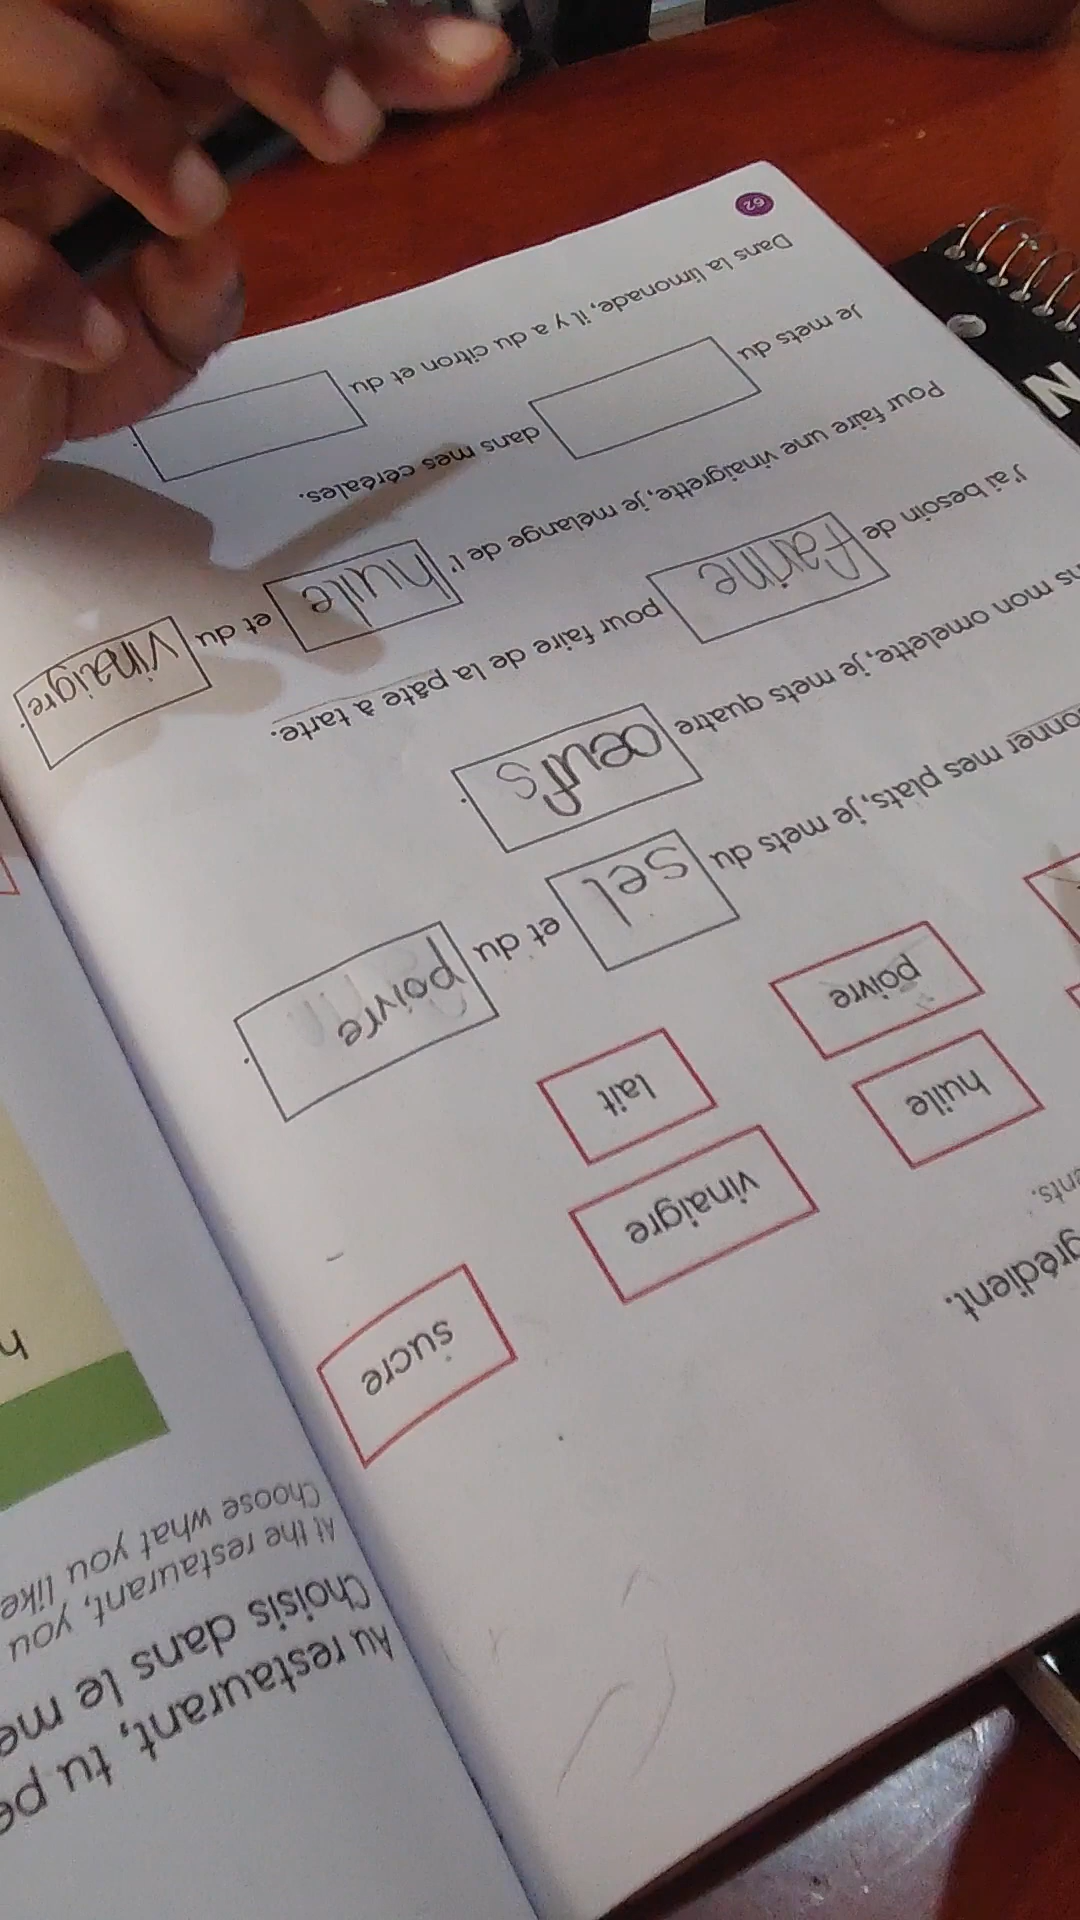 grédient.
ents.
sucre
vinaigre
huile
lait
poivre
onner mes plats, je mets du sel et du poivre.
ns mon omelette, je mets quatre œufs.
J'ai besoin de farine pour faire de la pâte à tarte.
Pour faire une vinaigrette, je mélange de l'huile et du vinaigre.
Je mets du dans mes céréales.
Dans la limonade, il y a du citron et du .
62
Au restaurant, tu pe
Choisis dans le me
At the restaurant, you
Choose what you like
h
N